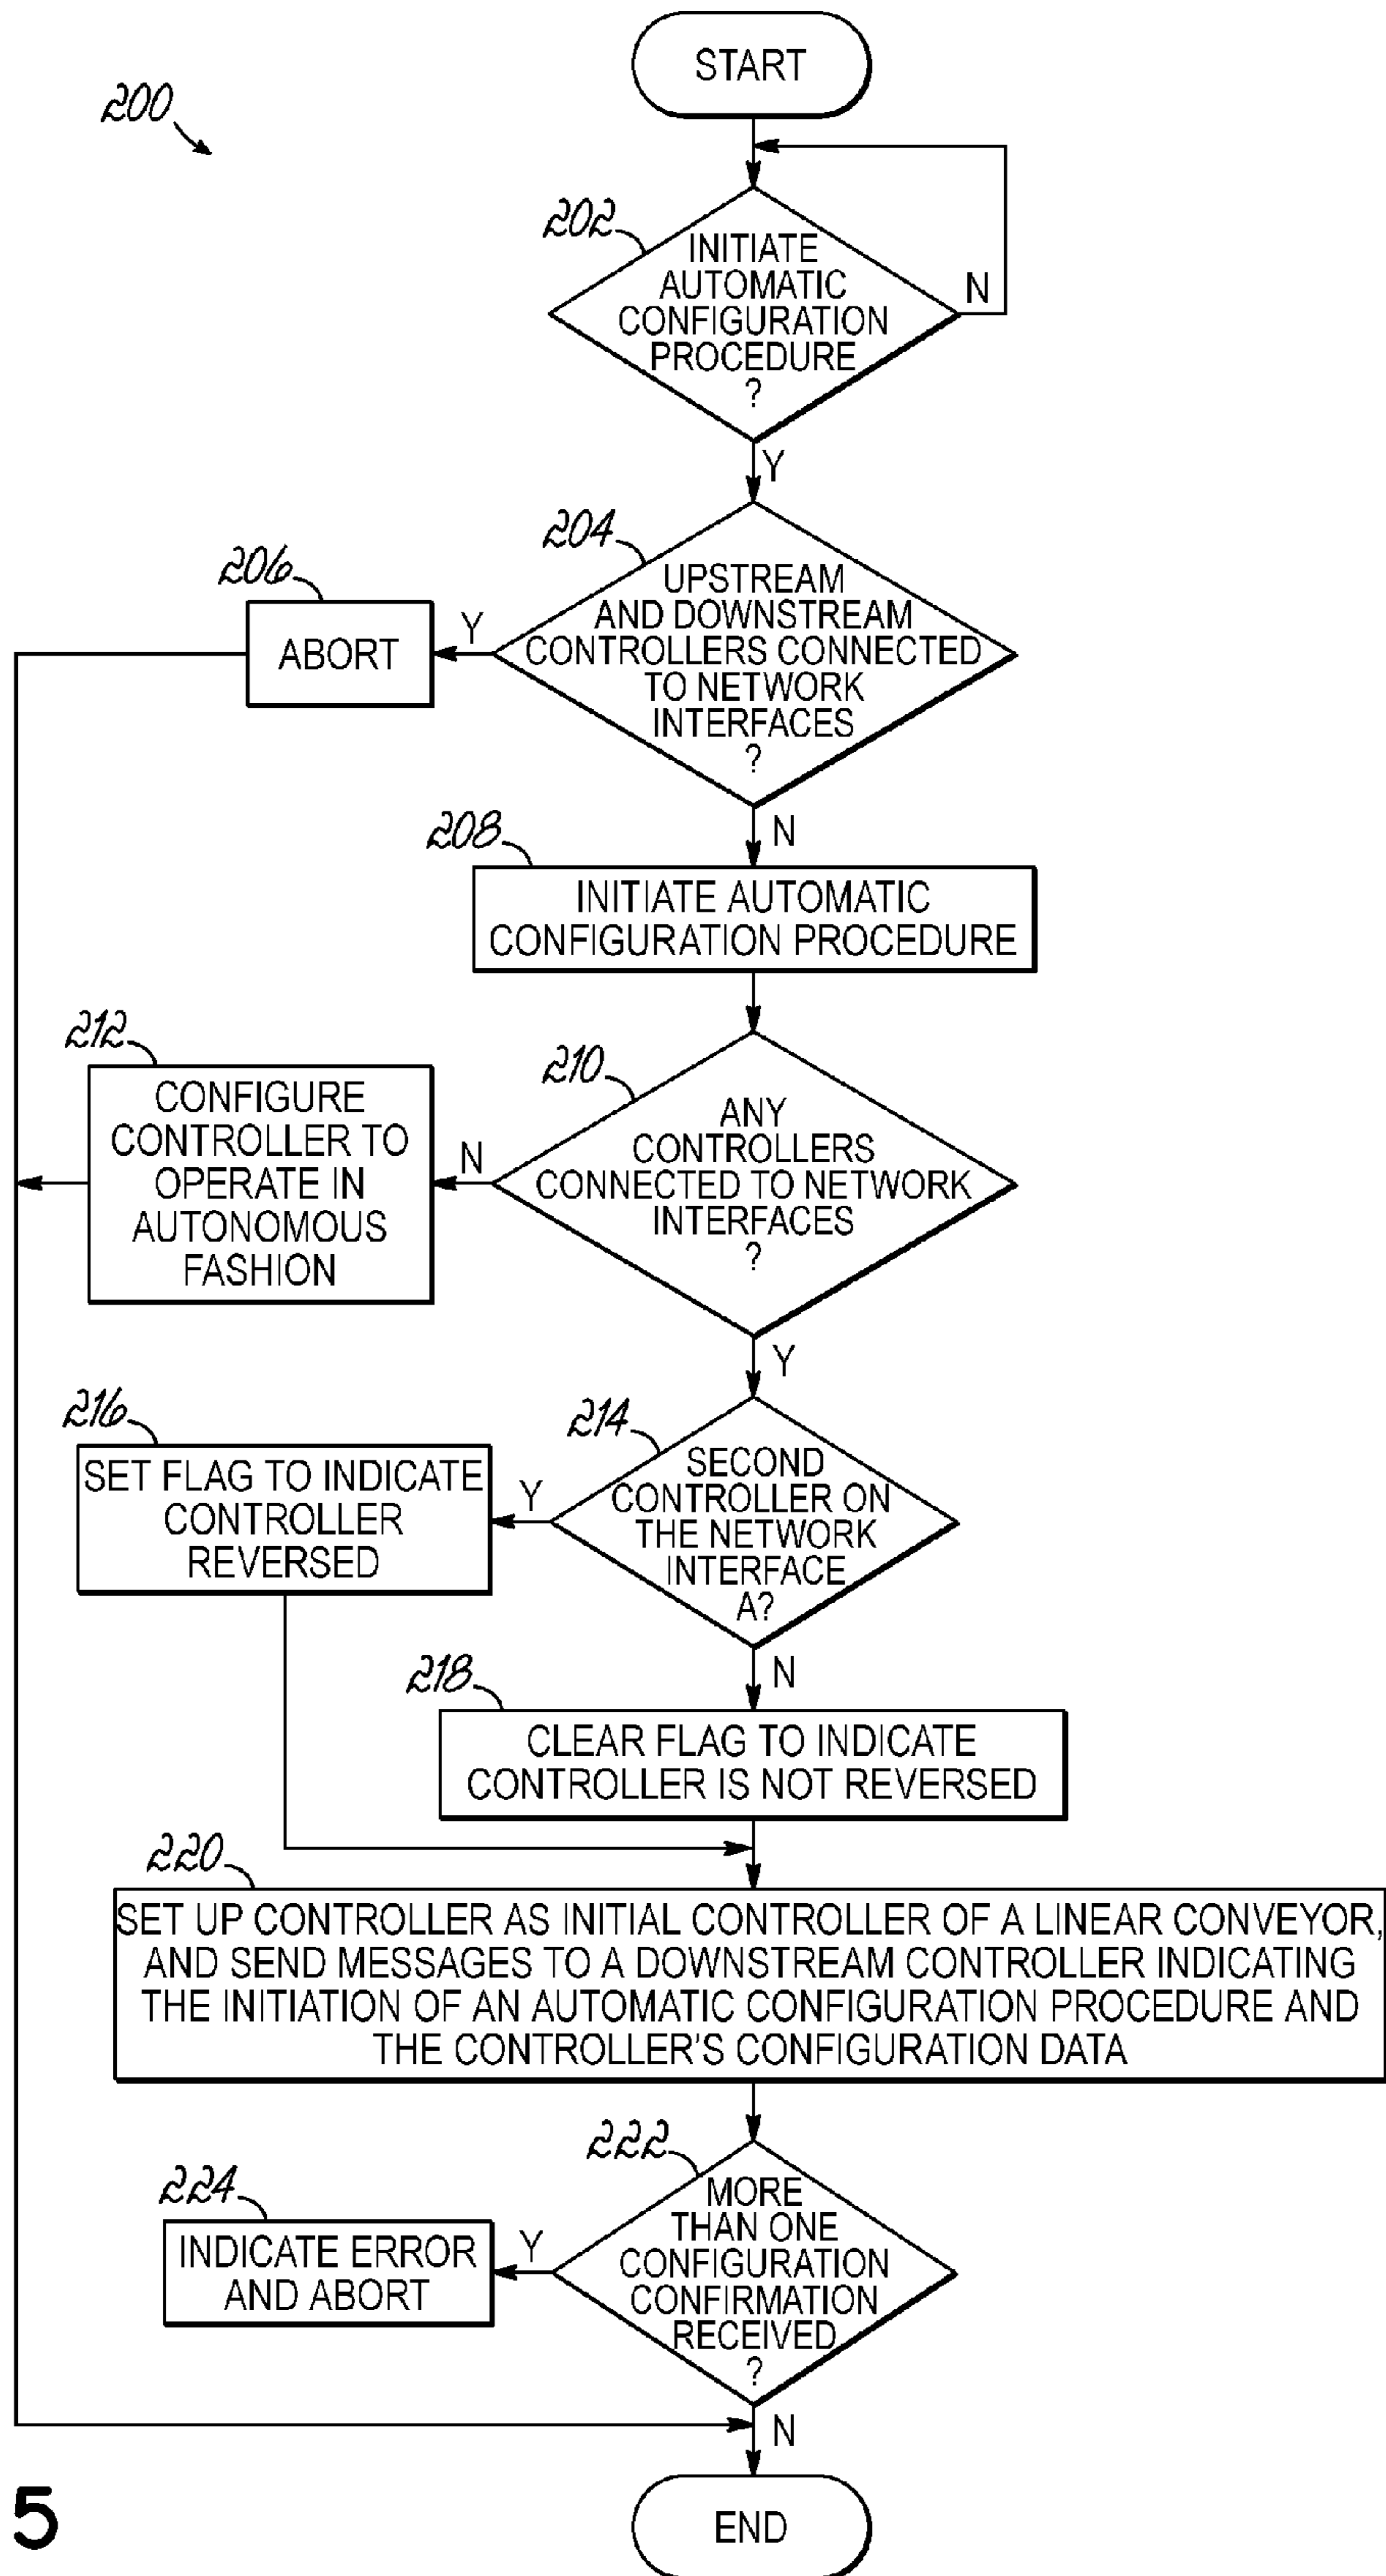 START
200
202
INITIATE
AUTOMATIC
CONFIGURATION
PROCEDURE
?
N
Y
204
UPSTREAM
AND DOWNSTREAM
CONTROLLERS CONNECTED
TO NETWORK
INTERFACES
?
206
ABORT
Y
N
208
INITIATE AUTOMATIC
CONFIGURATION PROCEDURE
210
ANY
CONTROLLERS
CONNECTED TO NETWORK
INTERFACES
?
212
CONFIGURE
CONTROLLER TO
OPERATE IN
AUTONOMOUS
FASHION
N
Y
214
SECOND
CONTROLLER ON
THE NETWORK
INTERFACE
A?
216
SET FLAG TO INDICATE
CONTROLLER
REVERSED
Y
N
218
CLEAR FLAG TO INDICATE
CONTROLLER IS NOT REVERSED
220
SET UP CONTROLLER AS INITIAL CONTROLLER OF A LINEAR CONVEYOR,
AND SEND MESSAGES TO A DOWNSTREAM CONTROLLER INDICATING
THE INITIATION OF AN AUTOMATIC CONFIGURATION PROCEDURE AND
THE CONTROLLER'S CONFIGURATION DATA
222
MORE
THAN ONE
CONFIGURATION
CONFIRMATION
RECEIVED
?
224
INDICATE ERROR
AND ABORT
Y
N
END
5